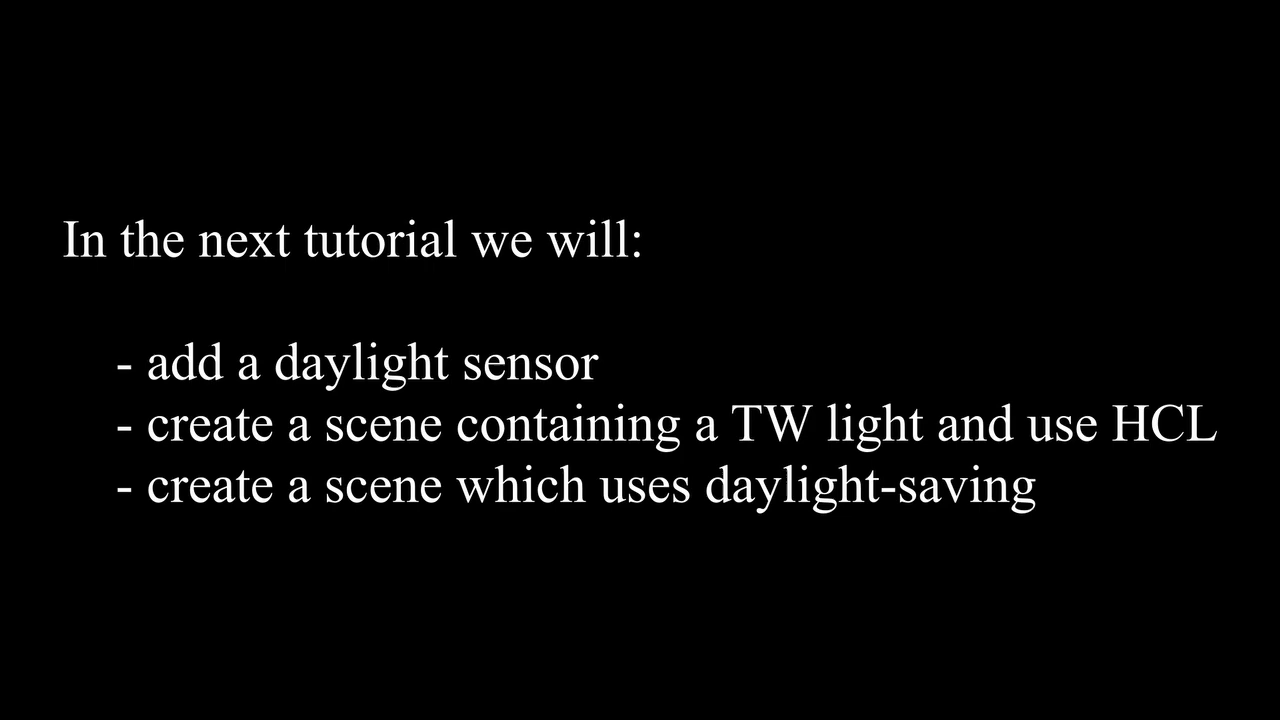 In the next tutorial we will:
- add a daylight sensor
- create a scene containing a TW light and use HCL
- create a scene which uses daylight-saving